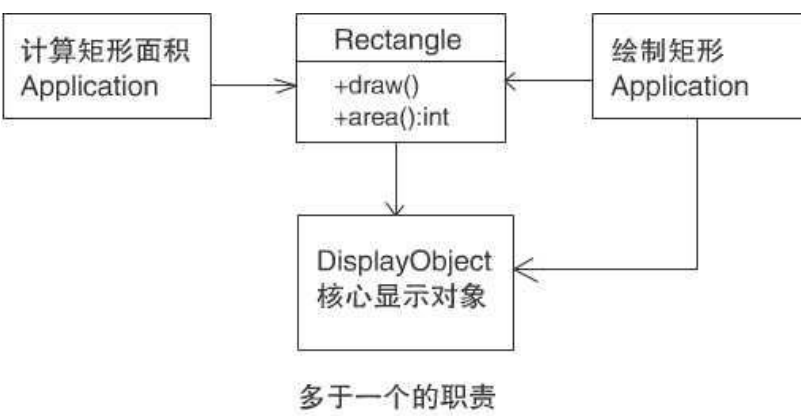 计算矩形面积
Application
Rectangle
+draw()
+area():int
绘制矩形
Application
DisplayObject
核心显示对象
多于一个的职责